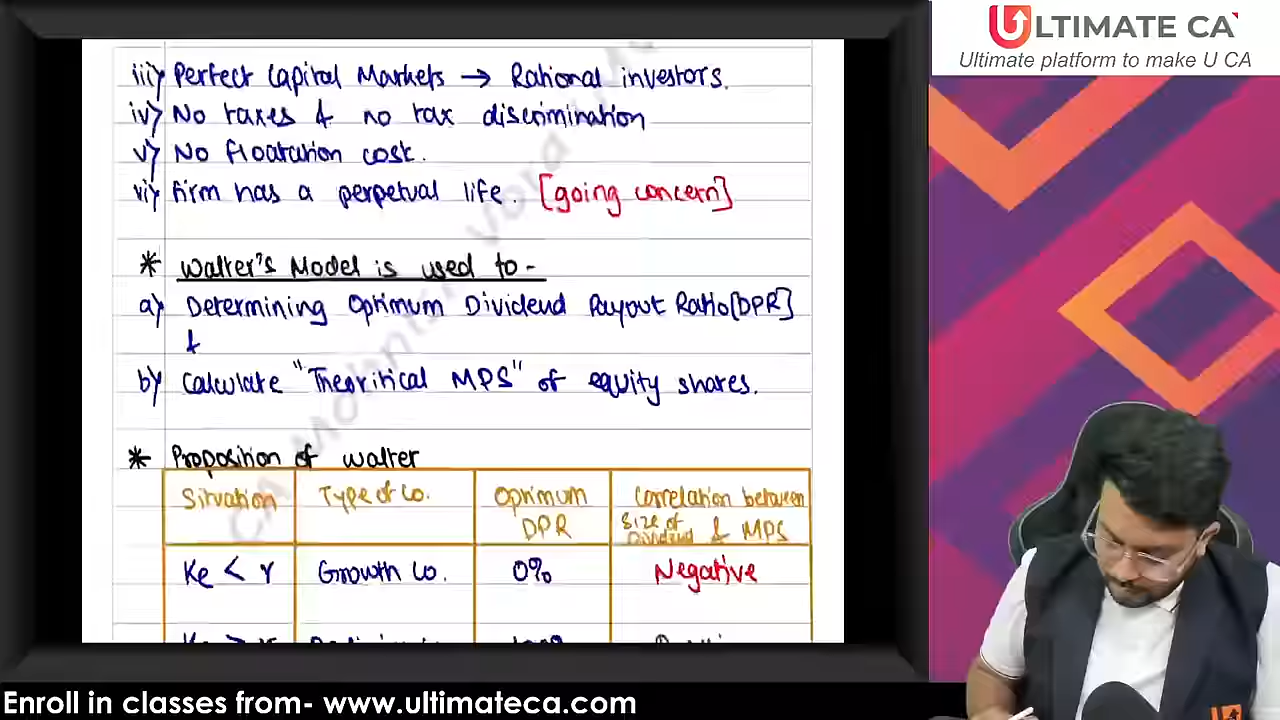 iii) Perfect Capital Markets → Rational investors.
iv) No taxes & no tax discrimination
v) No floatation cost.
vi) Firm has a perpetual life. [going concern]
* Walter's Model is used to -
a) Determining Optimum Dividend Payout Ratio [DPR]
&
b) Calculate "Theoritical MPS" of equity shares.
* Proposition of Walter
Situation Type of Co. Optimum DPR Correlation between Size of Dividend & MPS
Ke < r Growth Co. 0% Negative
ULTIMATE CA
Ultimate platform to make U CA
Enroll in classes from- www.ultimateca.com